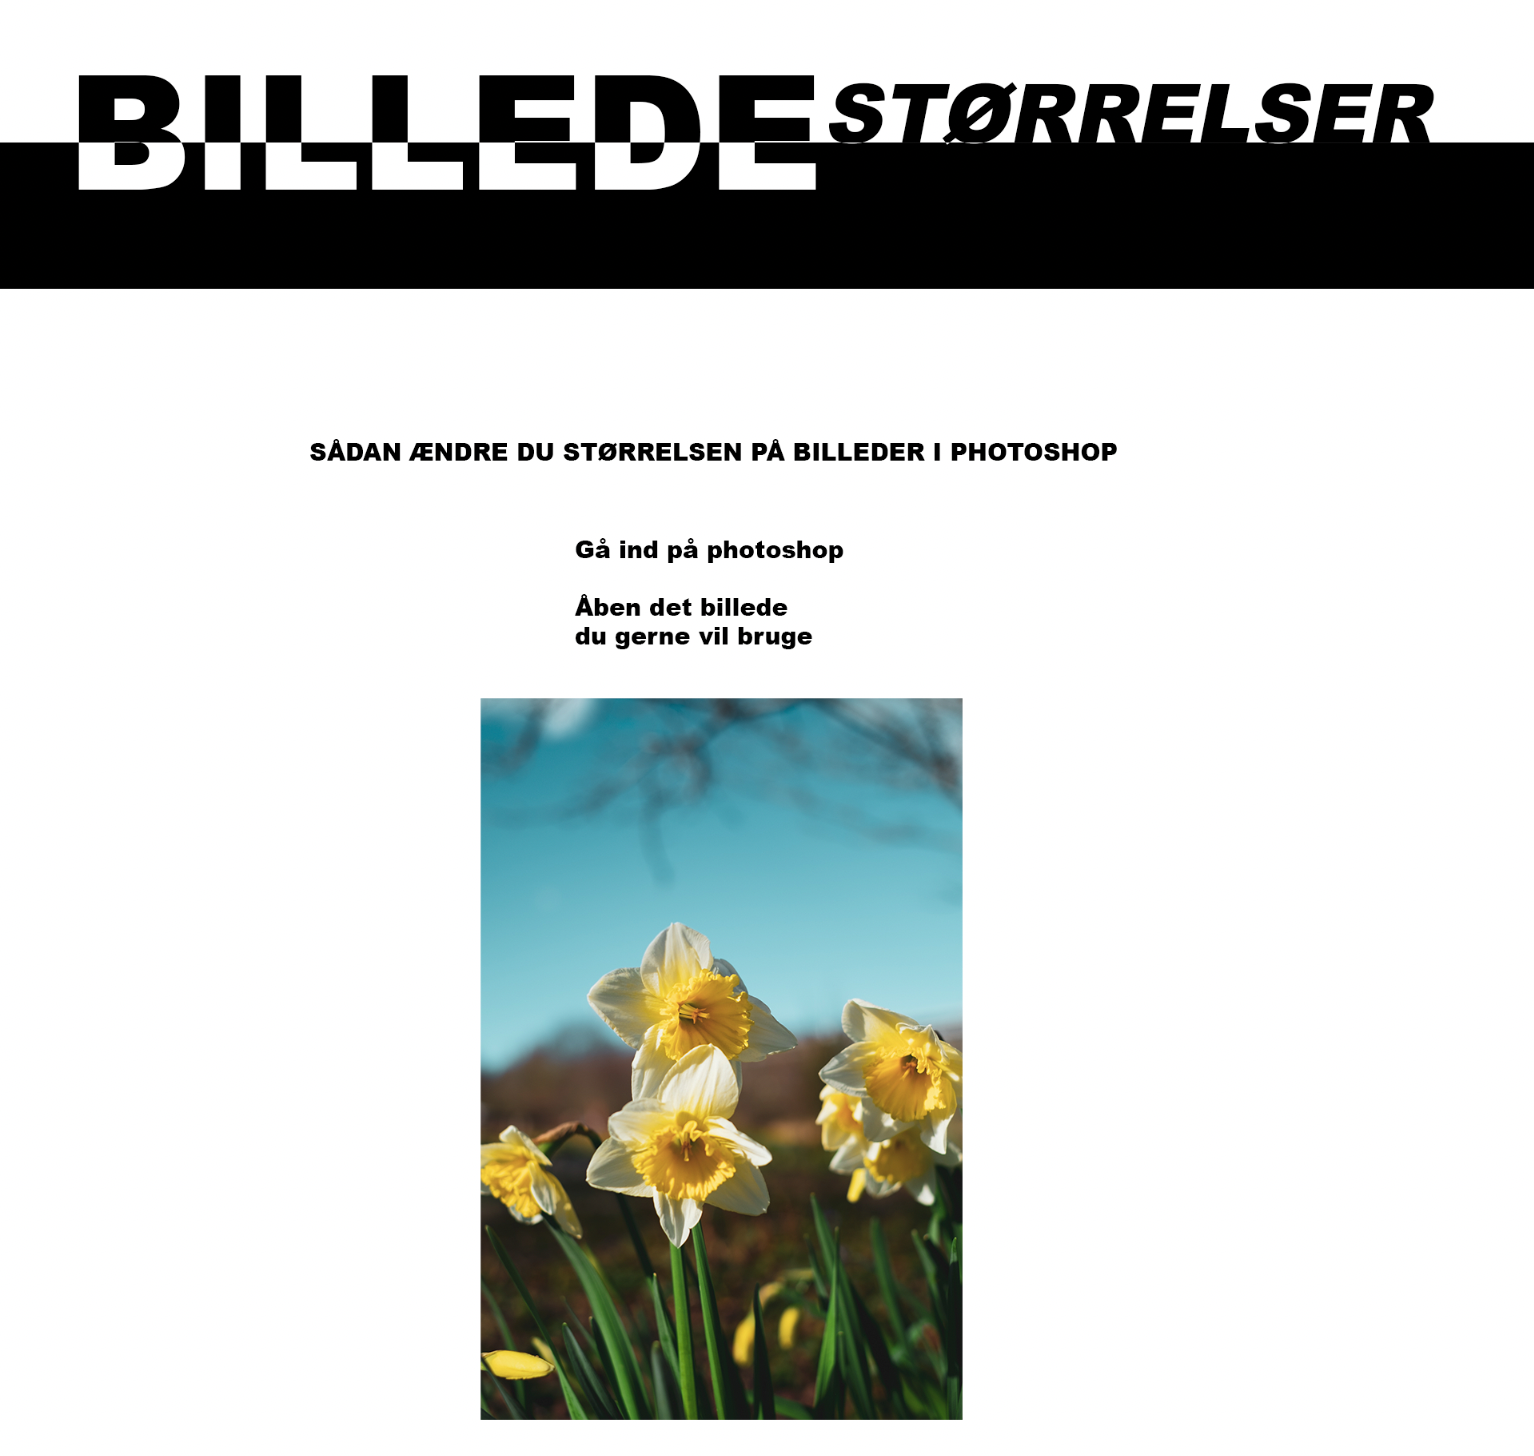 BILLEDESTØRRELSER
SÅDAN ÆNDRE DU STØRRELSEN PÅ BILLEDER I PHOTOSHOP
Gå ind på photoshop
Åben det billede
du gerne vil bruge